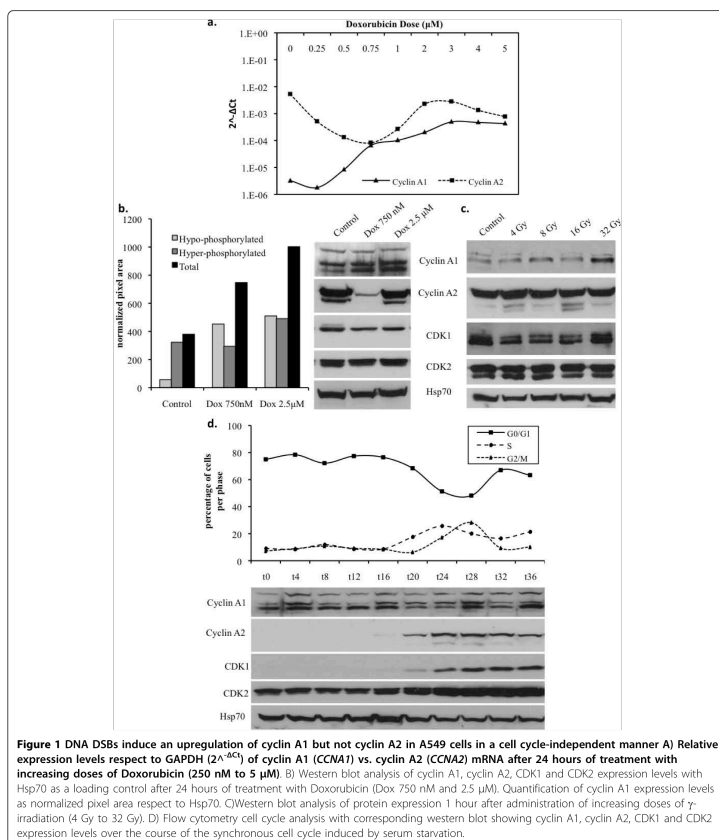 a.
Doxorubicin Dose (μM)
0 0.25 0.5 0.75 1 2 3 4 5
1.E+00
1.E-01
1.E-02
1.E-03
1.E-04
1.E-05
1.E-06
2^-ΔCt
Cyclin A1 Cyclin A2
b.
1200
1000
800
600
400
200
0
normalized pixel area
Hypo-phosphorylated
Hyper-phosphorylated
Total
Control Dox 750nM Dox 2.5μM
Control Dox 750 nM Dox 2.5 μM
c.
Control 4 Gy 8 Gy 16 Gy 32 Gy
Cyclin A1
Cyclin A2
CDK1
CDK2
Hsp70
d.
100
80
60
40
20
0
percentage of cells
per phase
G0/G1
S
G2/M
t0 t4 t8 t12 t16 t20 t24 t28 t32 t36
Cyclin A1
Cyclin A2
CDK1
CDK2
Hsp70
Figure 1 DNA DSBs induce an upregulation of cyclin A1 but not cyclin A2 in A549 cells in a cell cycle-independent manner A) Relative
expression levels respect to GAPDH (2^-ΔCt) of cyclin A1 (CCNA1) vs. cyclin A2 (CCNA2) mRNA after 24 hours of treatment with
increasing doses of Doxorubicin (250 nM to 5 μM). B) Western blot analysis of cyclin A1, cyclin A2, CDK1 and CDK2 expression levels with
Hsp70 as a loading control after 24 hours of treatment with Doxorubicin (Dox 750 nM and 2.5 μM). Quantification of cyclin A1 expression levels
as normalized pixel area respect to Hsp70. C)Western blot analysis of protein expression 1 hour after administration of increasing doses of γ-
irradiation (4 Gy to 32 Gy). D) Flow cytometry cell cycle analysis with corresponding western blot showing cyclin A1, cyclin A2, CDK1 and CDK2
expression levels over the course of the synchronous cell cycle induced by serum starvation.